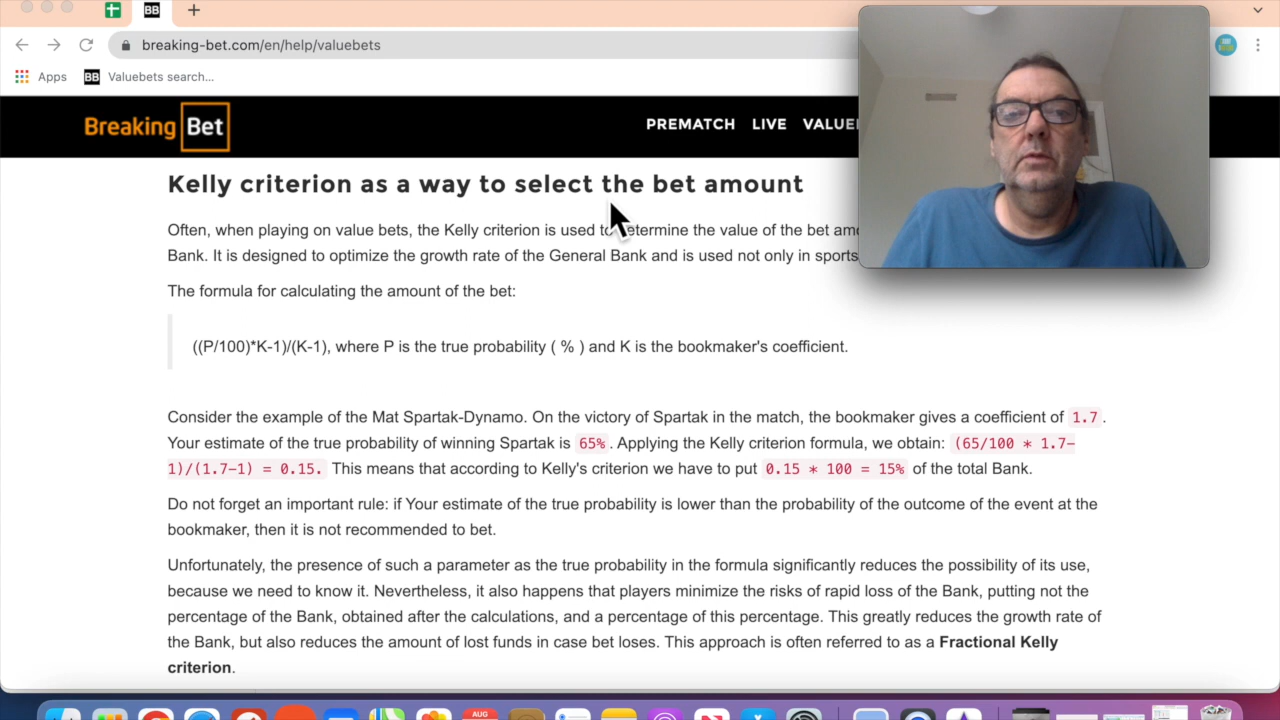 BB
breaking-bet.com/en/help/valuebets
Apps BB Valuebets search...
Breaking Bet PREMATCH LIVE
Kelly criterion as a way to select the bet amount
Often, when playing on value bets, the Kelly criterion is used to determine the value of the bet
Bank. It is designed to optimize the growth rate of the General Bank and is used not only in sports
The formula for calculating the amount of the bet:
((P/100)*K-1)/(K-1), where P is the true probability ( % ) and K is the bookmaker's coefficient.
Consider the example of the Mat Spartak-Dynamo. On the victory of Spartak in the match, the bookmaker gives a coefficient of 1.7 .
Your estimate of the true probability of winning Spartak is 65% . Applying the Kelly criterion formula, we obtain: (65/100 * 1.7-
1)/(1.7-1) = 0.15. This means that according to Kelly's criterion we have to put 0.15 * 100 = 15% of the total Bank.
Do not forget an important rule: if Your estimate of the true probability is lower than the probability of the outcome of the event at the
bookmaker, then it is not recommended to bet.
Unfortunately, the presence of such a parameter as the true probability in the formula significantly reduces the possibility of its use,
because we need to know it. Nevertheless, it also happens that players minimize the risks of rapid loss of the Bank, putting not the
percentage of the Bank, obtained after the calculations, and a percentage of this percentage. This greatly reduces the growth rate of
the Bank, but also reduces the amount of lost funds in case bet loses. This approach is often referred to as a Fractional Kelly
criterion.
AUG